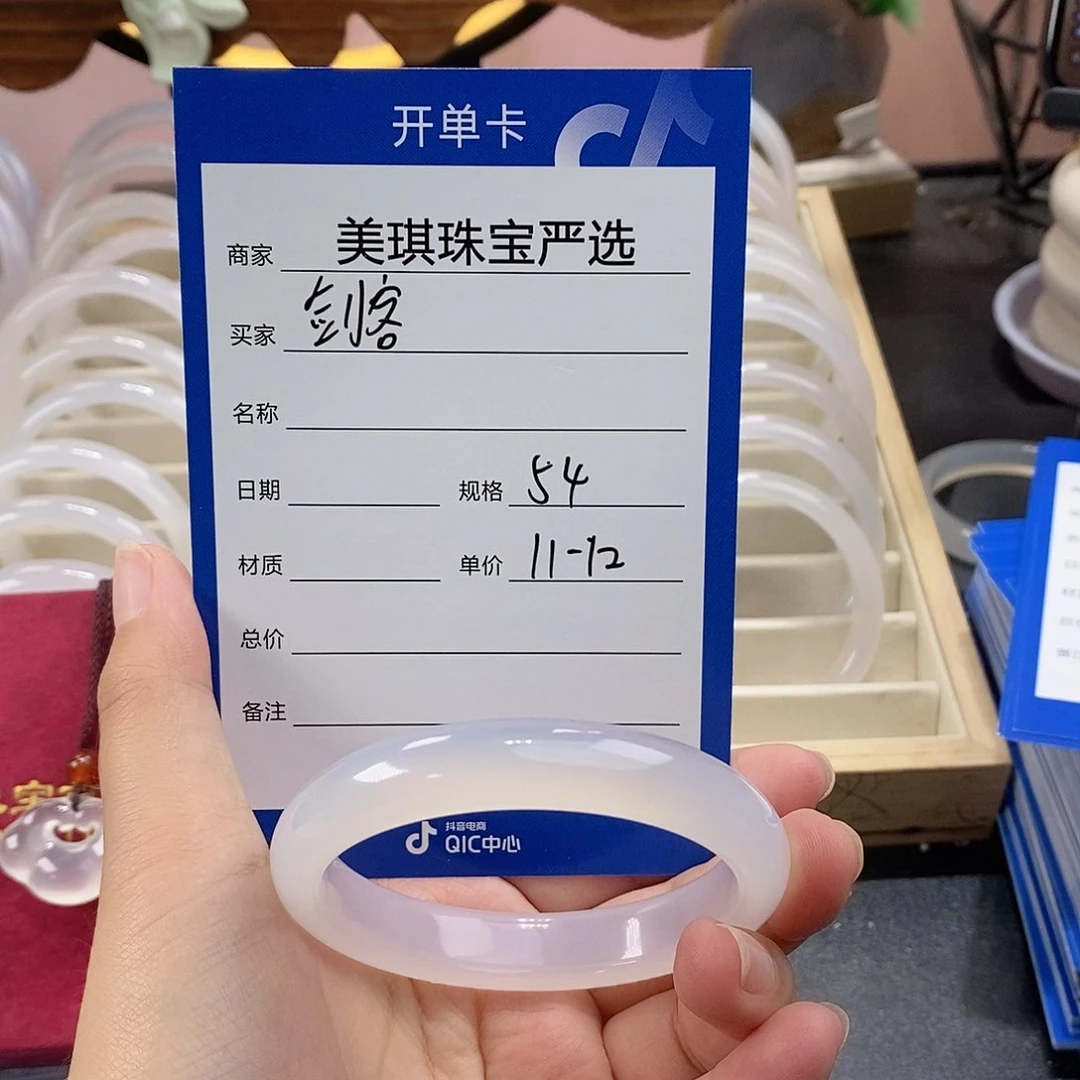 开单卡
商家 美琪珠宝严选
买家 剑客
名称
日期 规格 54
材质 单价 11-12
总价
备注
抖音电商
QIC中心